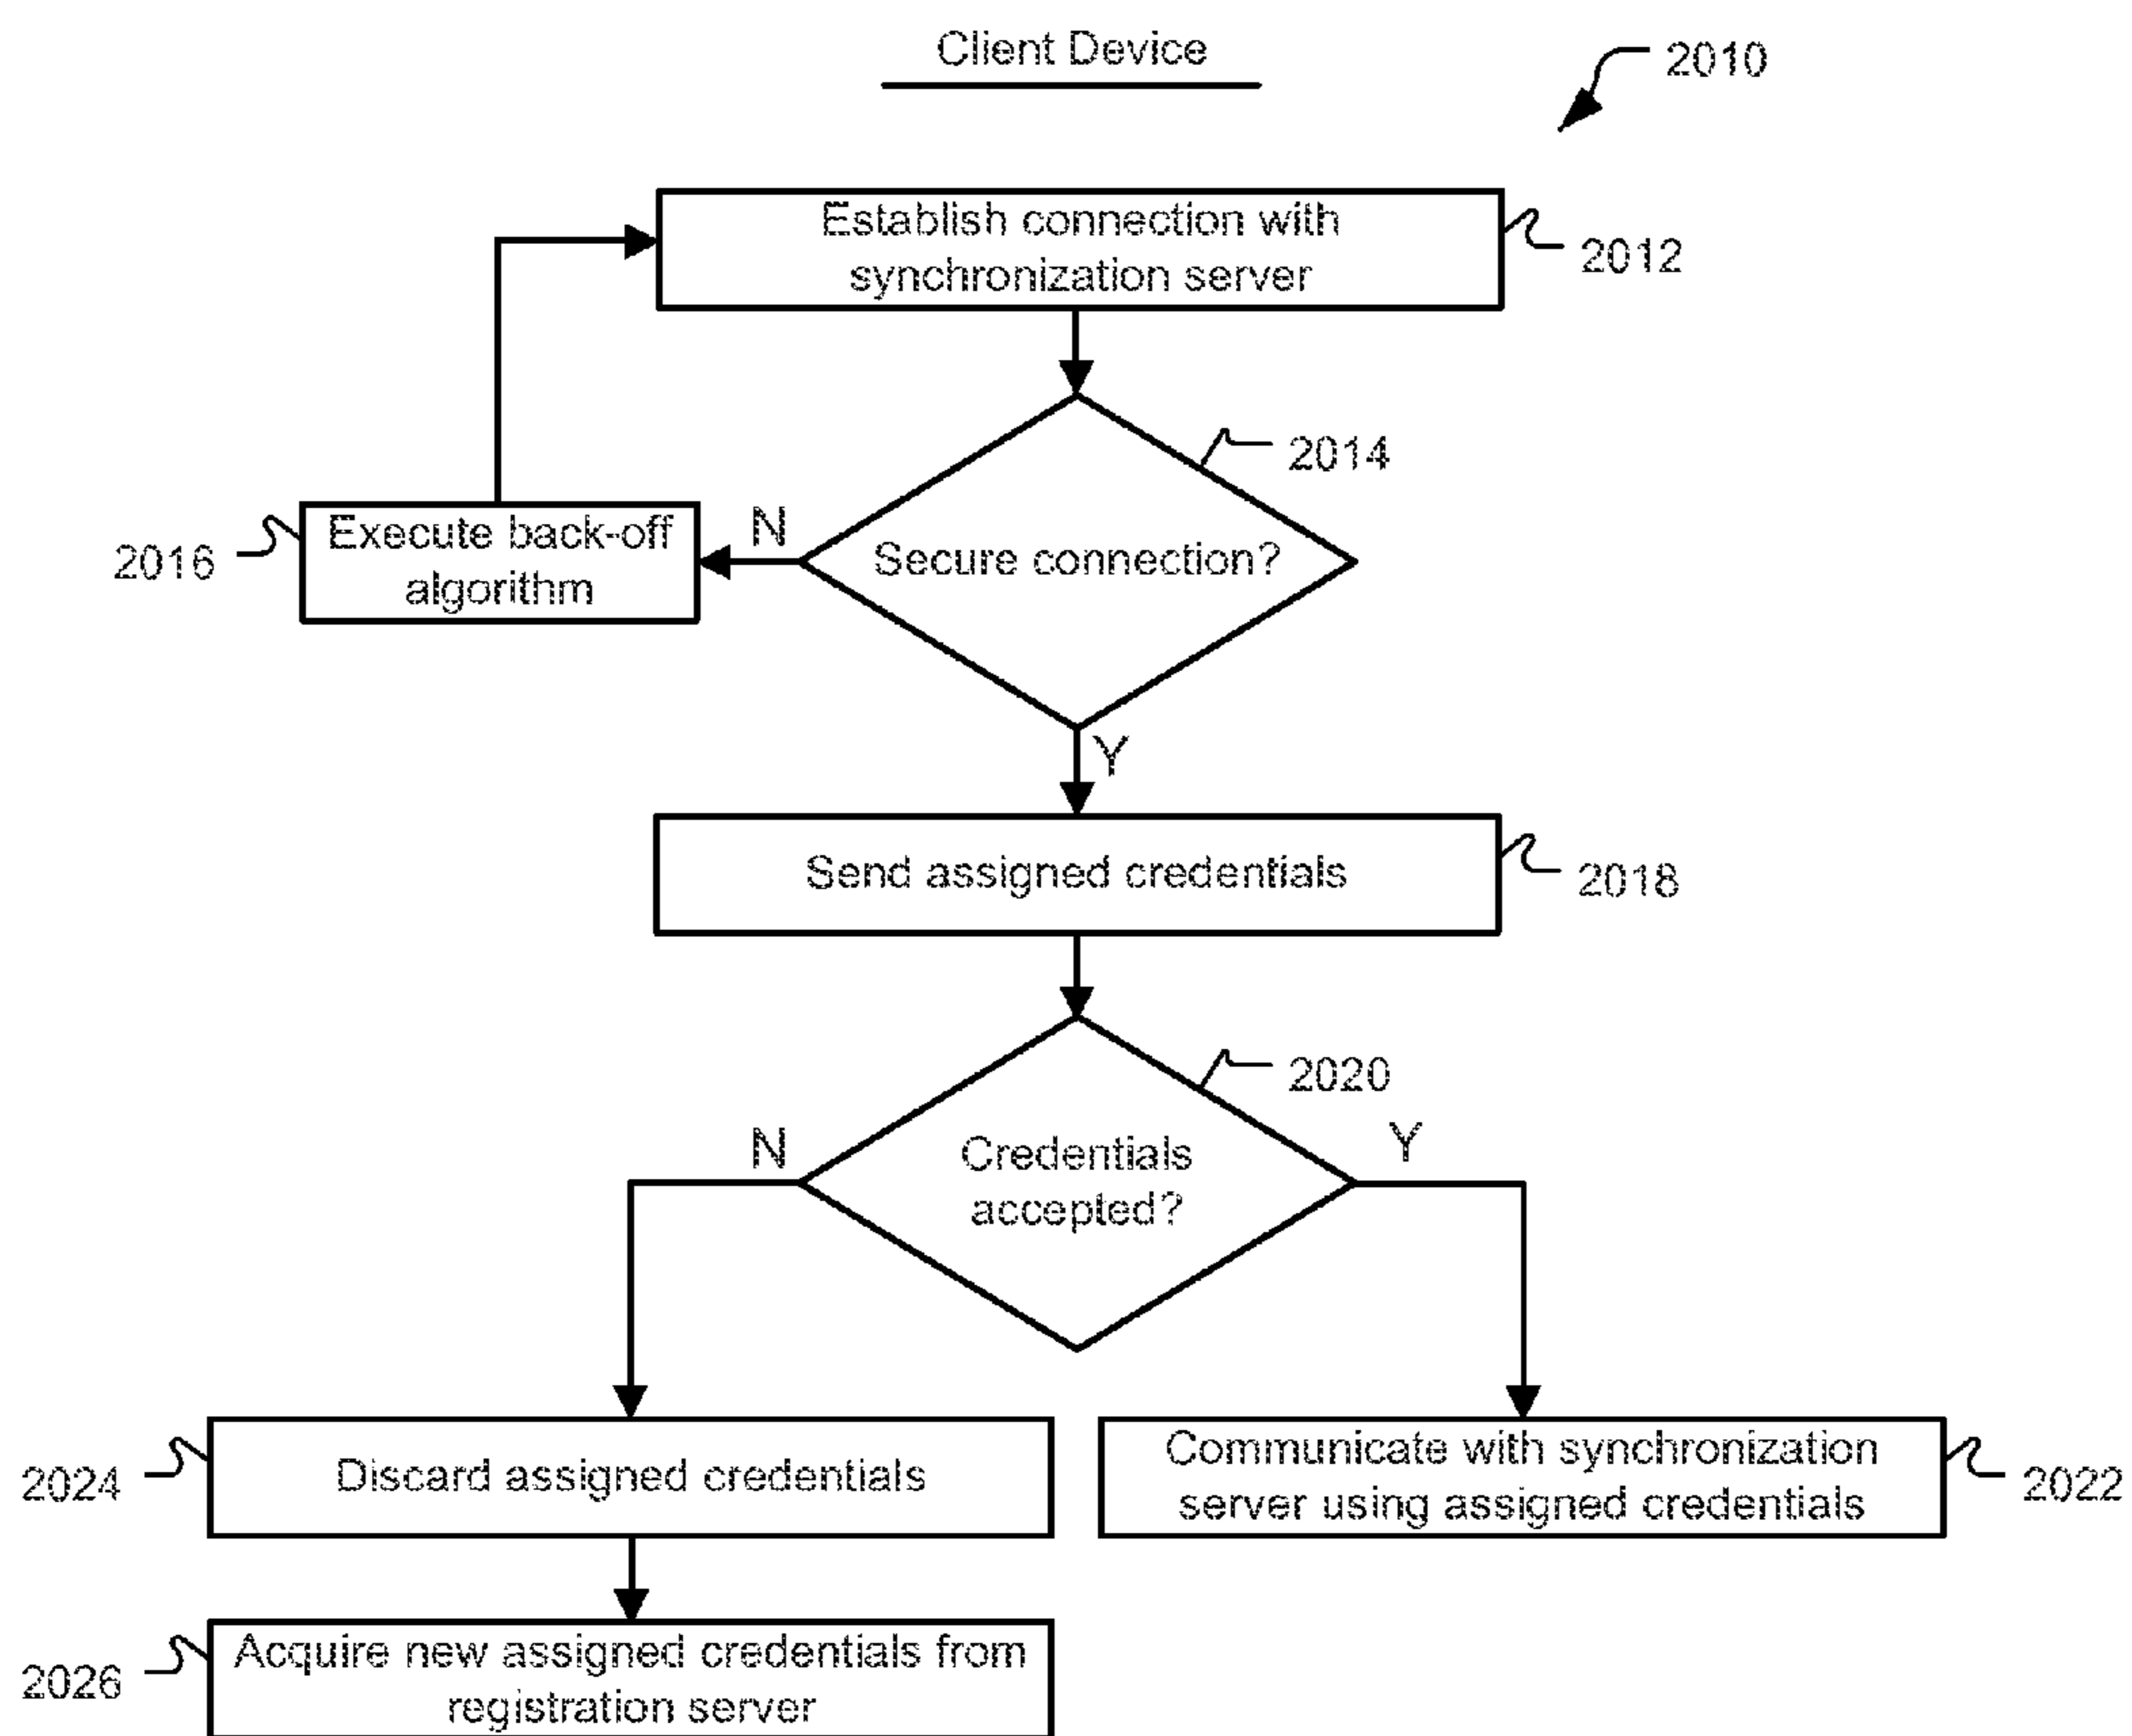 Client Device
2010
Establish connection with
synchronization server
2012
2014
Secure connection?
N
Execute back-off
algorithm
2016
Y
Send assigned credentials
2018
2020
Credentials
accepted?
N
Y
Discard assigned credentials
2024
Communicate with synchronization
server using assigned credentials
2022
Acquire new assigned credentials from
registration server
2026